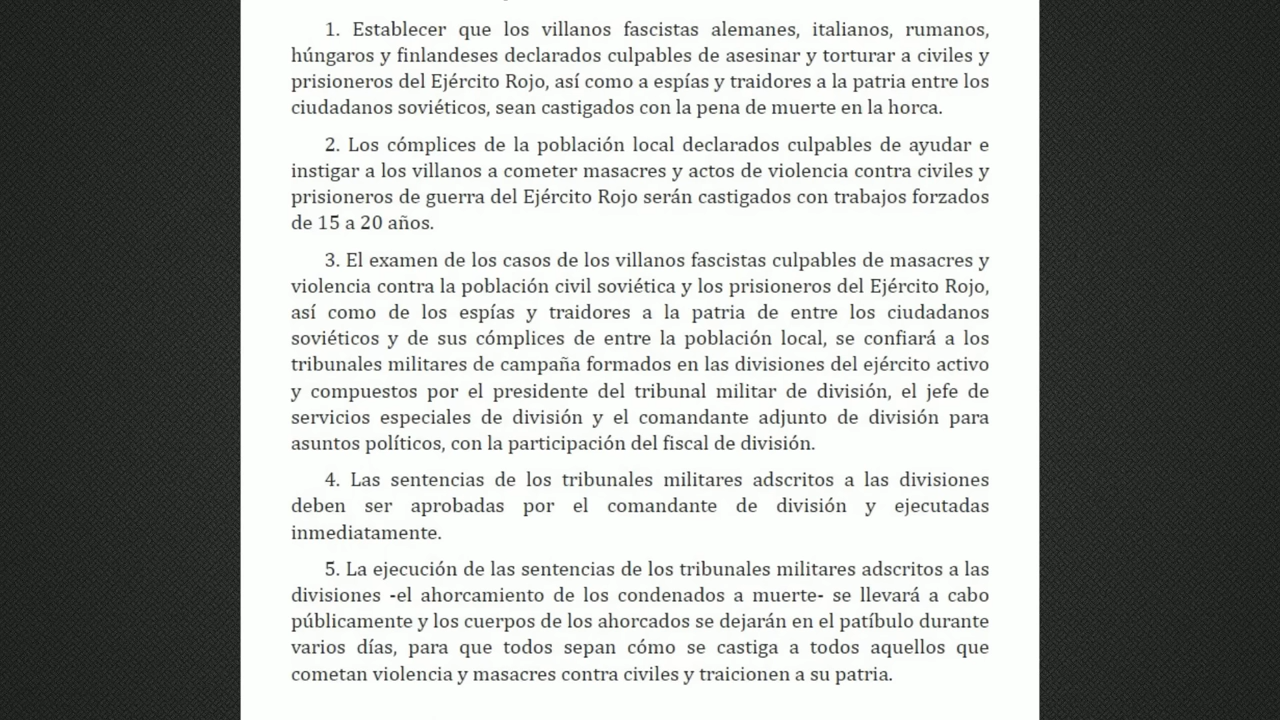 1. Establecer que los villanos fascistas alemanes, italianos, rumanos,
húngaros y finlandeses declarados culpables de asesinar y torturar a civiles y
prisioneros del Ejército Rojo, así como a espías y traidores a la patria entre los
ciudadanos soviéticos, sean castigados con la pena de muerte en la horca.
2. Los cómplices de la población local declarados culpables de ayudar e
instigar a los villanos a cometer masacres y actos de violencia contra civiles y
prisioneros de guerra del Ejército Rojo serán castigados con trabajos forzados
de 15 a 20 años.
3. El examen de los casos de los villanos fascistas culpables de masacres y
violencia contra la población civil soviética y los prisioneros del Ejército Rojo,
así como de los espías y traidores a la patria de entre los ciudadanos
soviéticos y de sus cómplices de entre la población local, se confiará a los
tribunales militares de campaña formados en las divisiones del ejército activo
y compuestos por el presidente del tribunal militar de división, el jefe de
servicios especiales de división y el comandante adjunto de división para
asuntos políticos, con la participación del fiscal de división.
4. Las sentencias de los tribunales militares adscritos a las divisiones
deben ser aprobadas por el comandante de división y ejecutadas
inmediatamente.
5. La ejecución de las sentencias de los tribunales militares adscritos a las
divisiones -el ahorcamiento de los condenados a muerte- se llevará a cabo
públicamente y los cuerpos de los ahorcados se dejarán en el patíbulo durante
varios días, para que todos sepan cómo se castiga a todos aquellos que
cometan violencia y masacres contra civiles y traicionen a su patria.